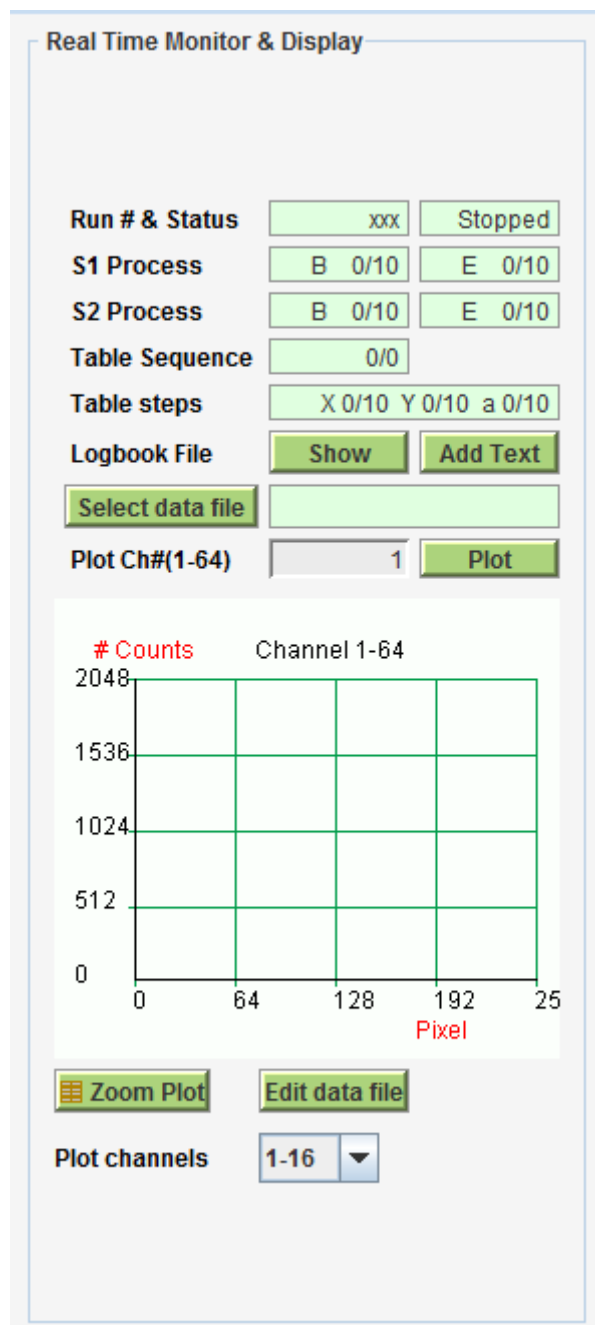 Real Time Monitor & Display
Run # & Status xxx Stopped
S1 Process B 0/10 E 0/10
S2 Process B 0/10 E 0/10
Table Sequence 0/0
Table steps X 0/10 Y 0/10 a 0/10
Logbook File Show Add Text
Select data file
Plot Ch#(1-64) 1 Plot
# Counts Channel 1-64
2048
1536
1024
512
0
0 64 128 192 25
Pixel
Zoom Plot Edit data file
Plot channels 1-16